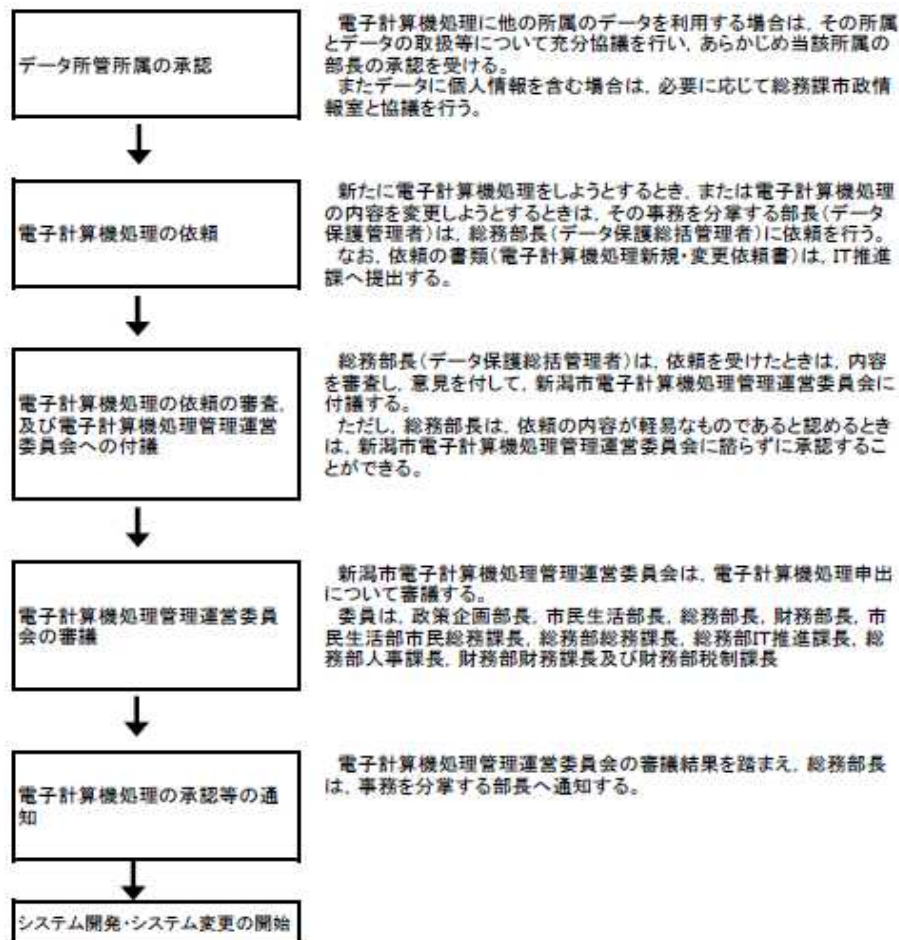 データ所管所属の承認
電子計算機処理に他の所属のデータを利用する場合は，その所属
とデータの取扱等について充分協議を行い，あらかじめ当該所属の
部長の承認を受ける。
またデータに個人情報を含む場合は，必要に応じて総務課市政情
報室と協議を行う。
電子計算機処理の依頼
新たに電子計算機処理をしようとするとき，または電子計算機処理
の内容を変更しようとするときは，その事務を分掌する部長（データ
保護管理者）は，総務部長（データ保護総括管理者）に依頼を行う。
なお，依頼の書類（電子計算機処理新規・変更依頼書）は，IT推進
課へ提出する。
電子計算機処理の依頼の審査，
及び電子計算機処理管理運営
委員会への付議
総務部長（データ保護総括管理者）は，依頼を受けたときは，内容
を審査し，意見を付して，新潟市電子計算機処理管理運営委員会に
付議する。
ただし，総務部長は，依頼の内容が軽易なものであると認めるとき
は，新潟市電子計算機処理管理運営委員会に諮らずに承認するこ
とができる。
電子計算機処理管理運営委員
会の審議
新潟市電子計算機処理管理運営委員会は，電子計算機処理申出
について審議する。
委員は，政策企画部長，市民生活部長，総務部長，財務部長，市
民生活部市民総務課長，総務部総務課長，総務部IT推進課長，総
務部人事課長，財務部財務課長及び財務部税制課長
電子計算機処理の承認等の通
知
電子計算機処理管理運営委員会の審議結果を踏まえ，総務部長
は，事務を分掌する部長へ通知する。
システム開発・システム変更の開始